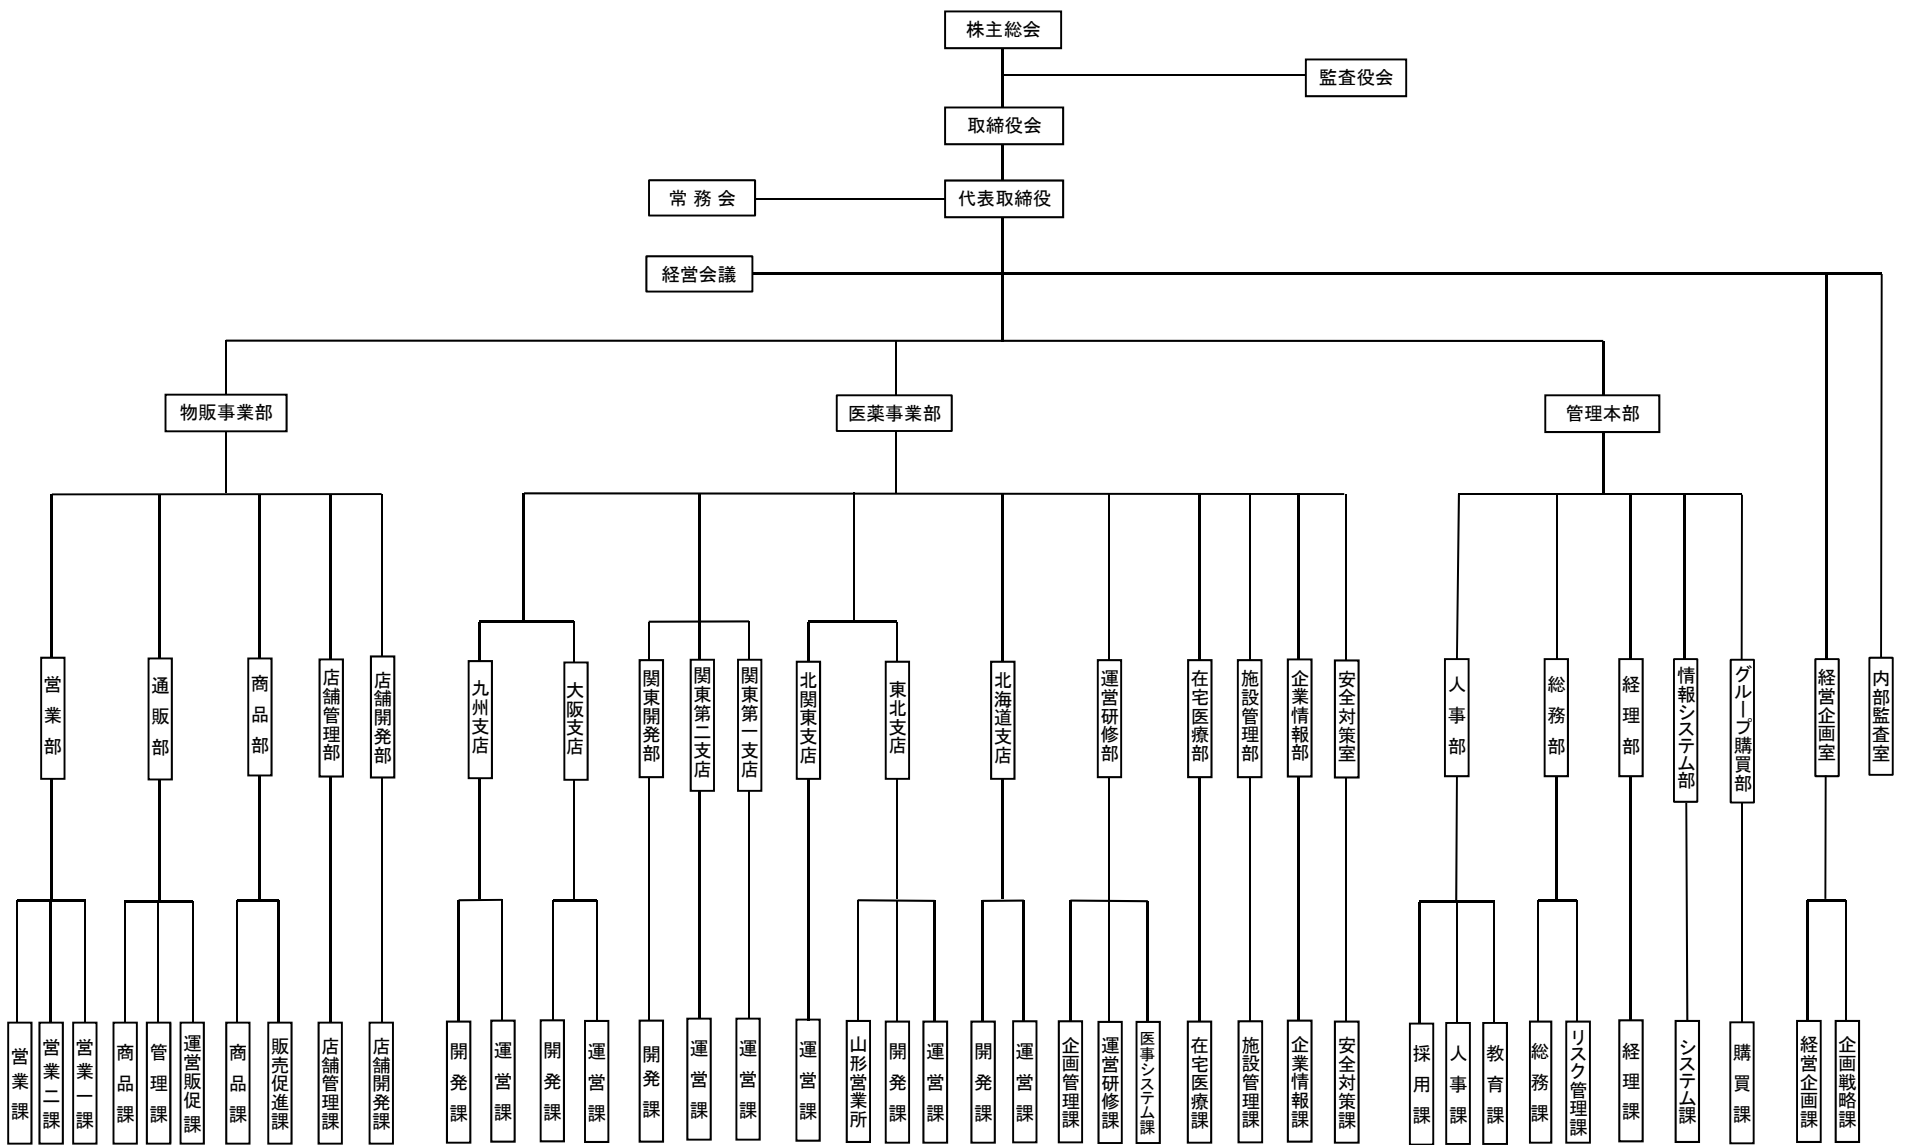 株主総会
監査役会
取締役会
常務会
代表取締役
経営会議
物販事業部
医薬事業部
管理本部
営業部
通販部
商品部
店舗管理部
店舗開発部
九州支店
大阪支店
関東開発部
関東第二支店
関東第一支店
北関東支店
東北支店
北海道支店
運営研修部
在宅医療部
施設管理部
企業情報部
安全対策室
人事部
総務部
経理部
情報システム部
グループ購買部
経営企画室
内部監査室
営業課
営業二課
営業一課
商品課
管理課
運営販促課
商品課
販売促進課
店舗管理課
店舗開発課
開発課
運営課
開発課
運営課
開発課
運営課
運営課
運営課
山形営業所
開発課
運営課
開発課
運営課
企画管理課
運営研修課
医事システム課
在宅医療課
施設管理課
企業情報課
安全対策課
採用課
人事課
教育課
総務課
リスク管理課
経理課
システム課
購買課
経営企画課
企画戦略課